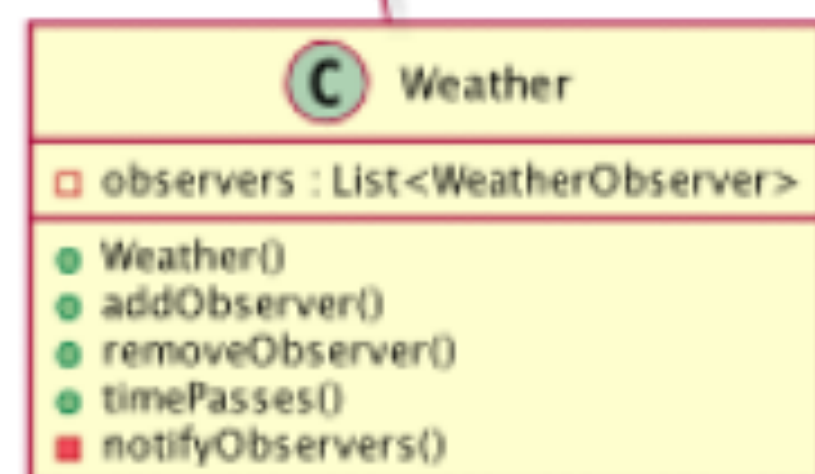 C Weather
observers : List<WeatherObserver>
Weather()
addObserver()
removeObserver()
timePasses()
notifyObservers()